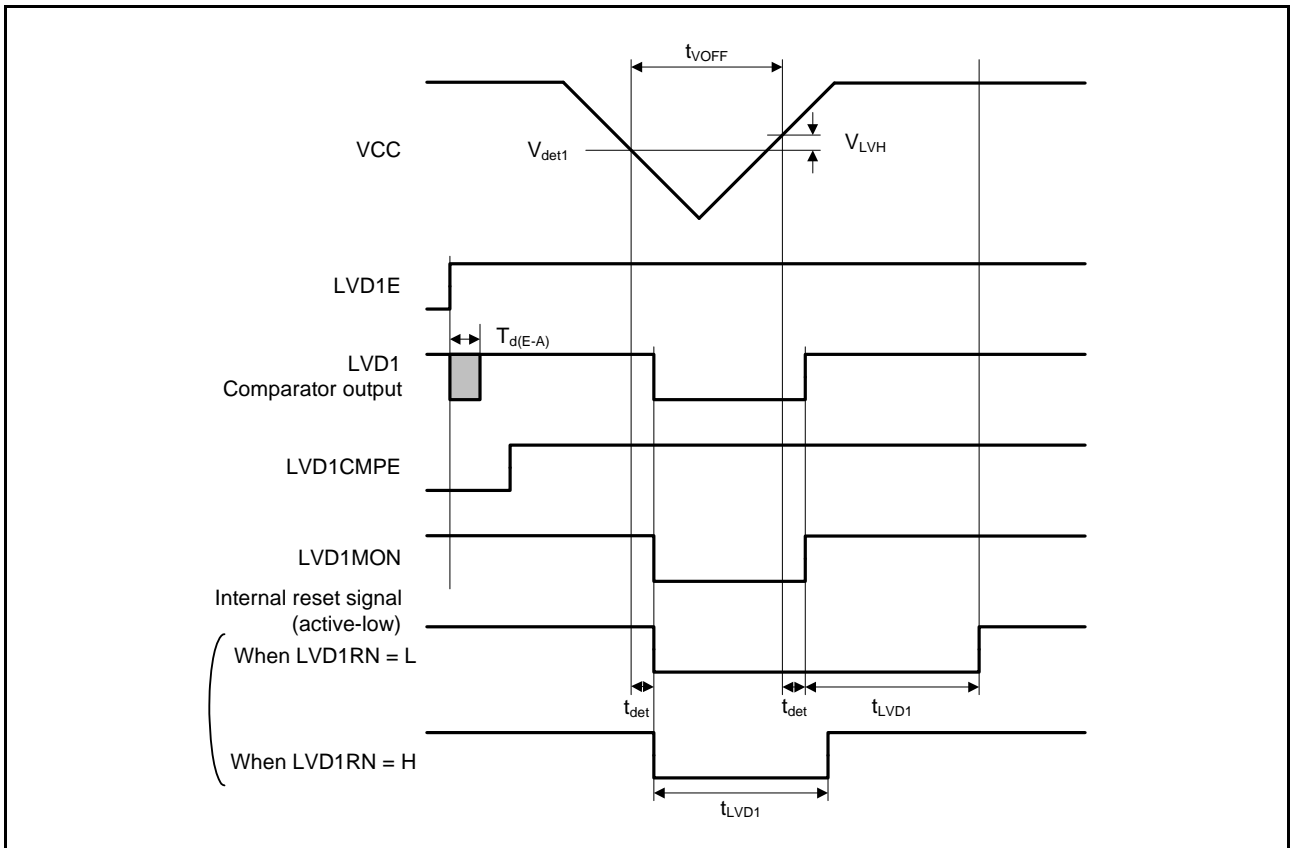 tVOFF
VCC
Vdet1
VLVH
LVD1E
Td(E-A)
LVD1
Comparator output
LVD1CMPE
LVD1MON
Internal reset signal
(active-low)
When LVD1RN = L
tdet
tdet
tLVD1
When LVD1RN = H
tLVD1